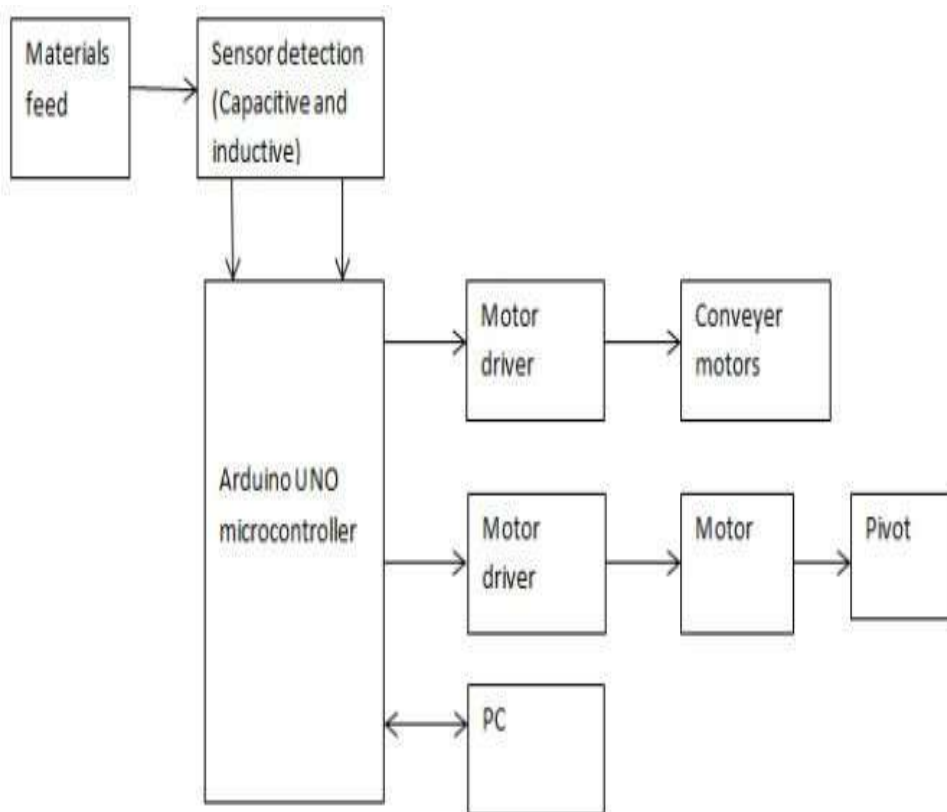 Materials
feed
Sensor detection
(Capacitive and
inductive)
Motor
driver
Conveyer
motors
Arduino UNO
microcontroller
Motor
driver
Motor
Pivot
PC